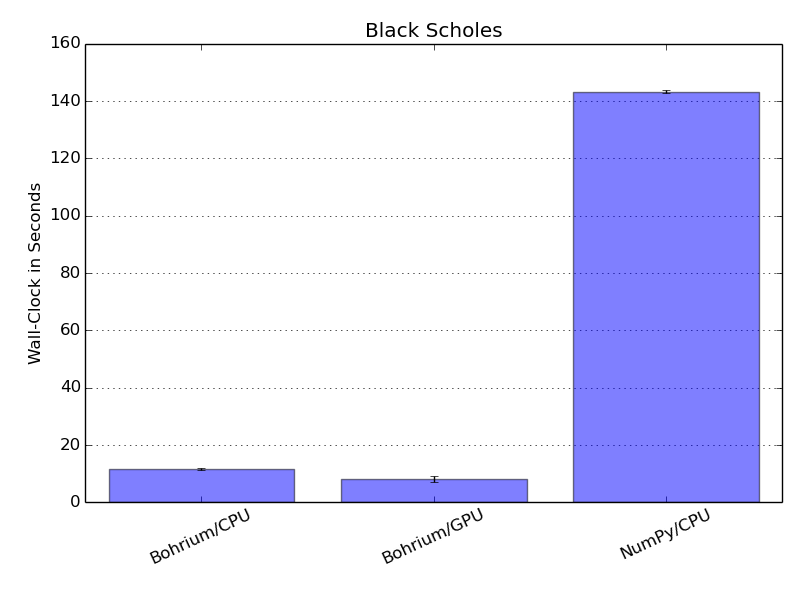 Black Scholes
Wall-Clock in Seconds
160
140
120
100
80
60
40
20
0
Bohrium/CPU
Bohrium/GPU
NumPy/CPU